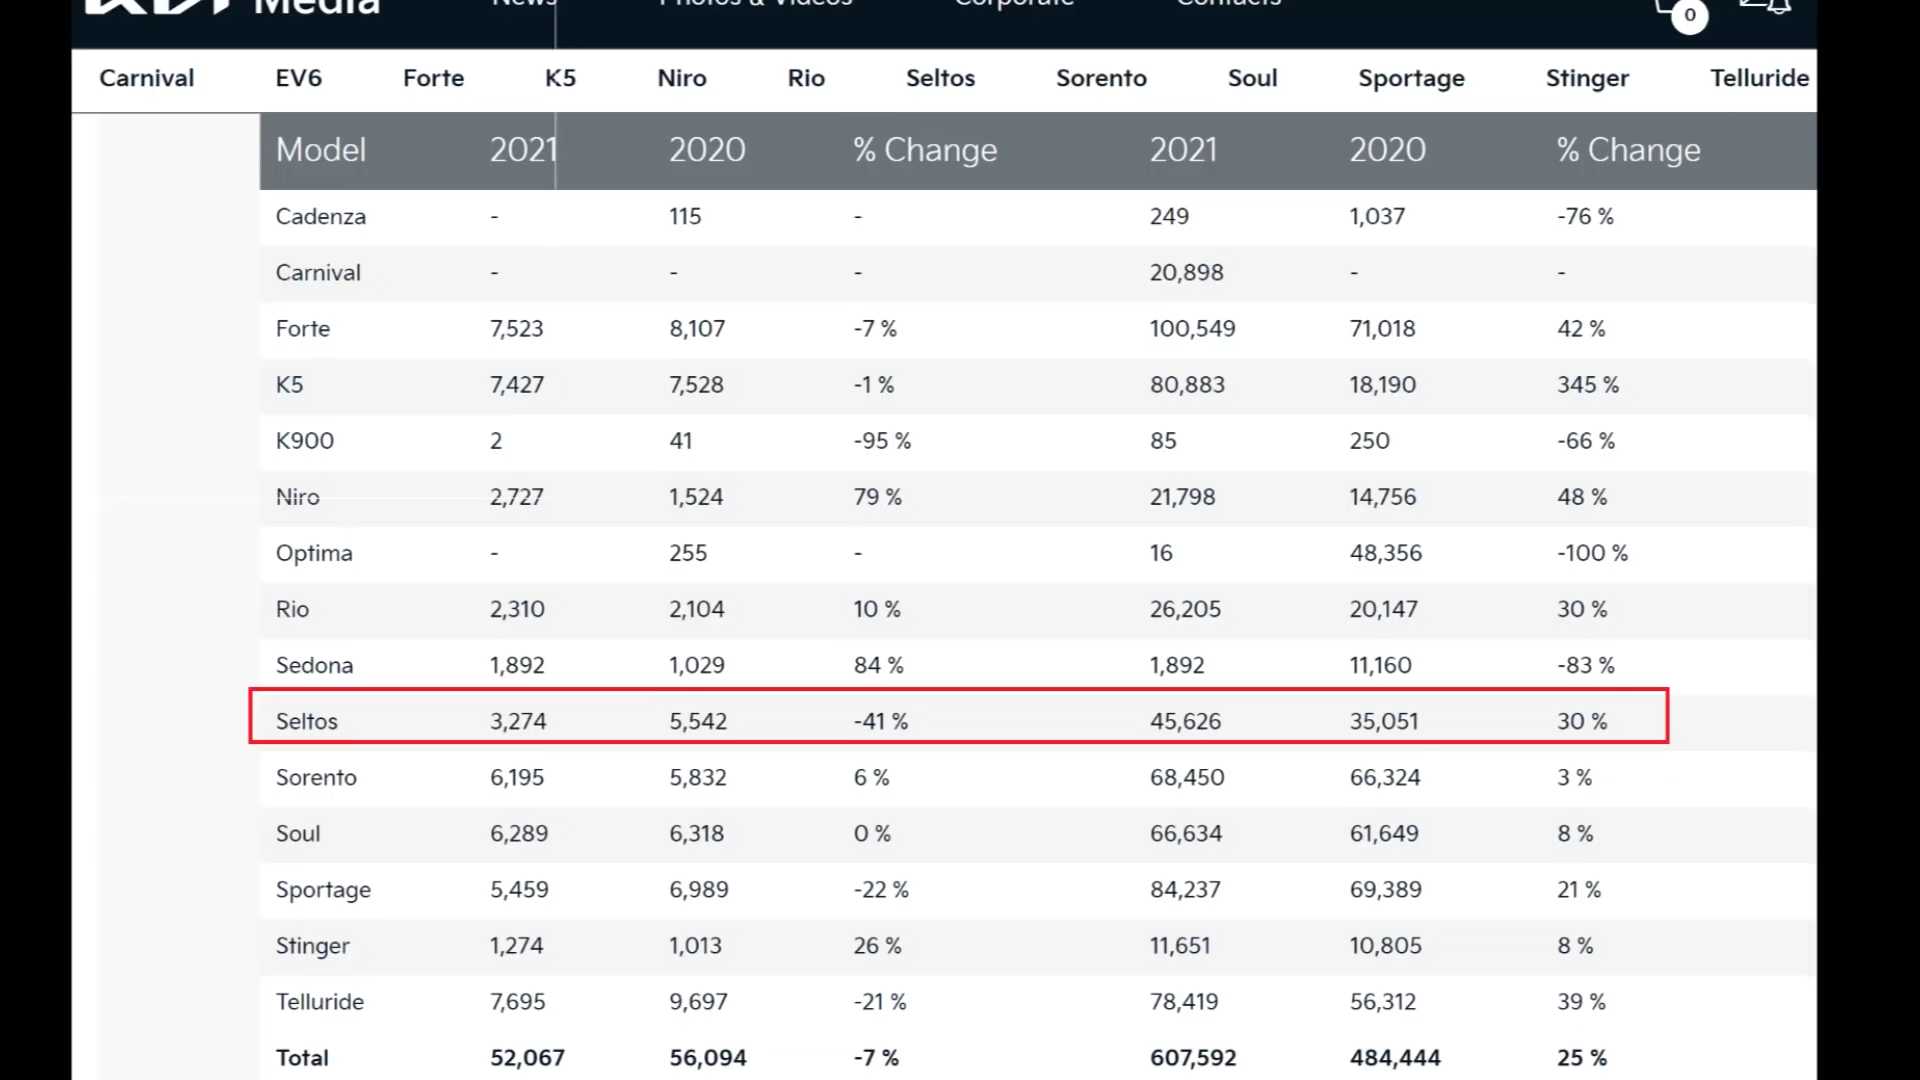 KIA Media News Photos & Videos Corporate Contacts 0
Carnival EV6 Forte K5 Niro Rio Seltos Sorento Soul Sportage Stinger Telluride
Model 2021 2020 % Change 2021 2020 % Change
Cadenza - 115 - 249 1,037 -76 %
Carnival - - - 20,898 - -
Forte 7,523 8,107 -7 % 100,549 71,018 42 %
K5 7,427 7,528 -1 % 80,883 18,190 345 %
K900 2 41 -95 % 85 250 -66 %
Niro 2,727 1,524 79 % 21,798 14,756 48 %
Optima - 255 - 16 48,356 -100 %
Rio 2,310 2,104 10 % 26,205 20,147 30 %
Sedona 1,892 1,029 84 % 1,892 11,160 -83 %
Seltos 3,274 5,542 -41 % 45,626 35,051 30 %
Sorento 6,195 5,832 6 % 68,450 66,324 3 %
Soul 6,289 6,318 0 % 66,634 61,649 8 %
Sportage 5,459 6,989 -22 % 84,237 69,389 21 %
Stinger 1,274 1,013 26 % 11,651 10,805 8 %
Telluride 7,695 9,697 -21 % 78,419 56,312 39 %
Total 52,067 56,094 -7 % 607,592 484,444 25 %